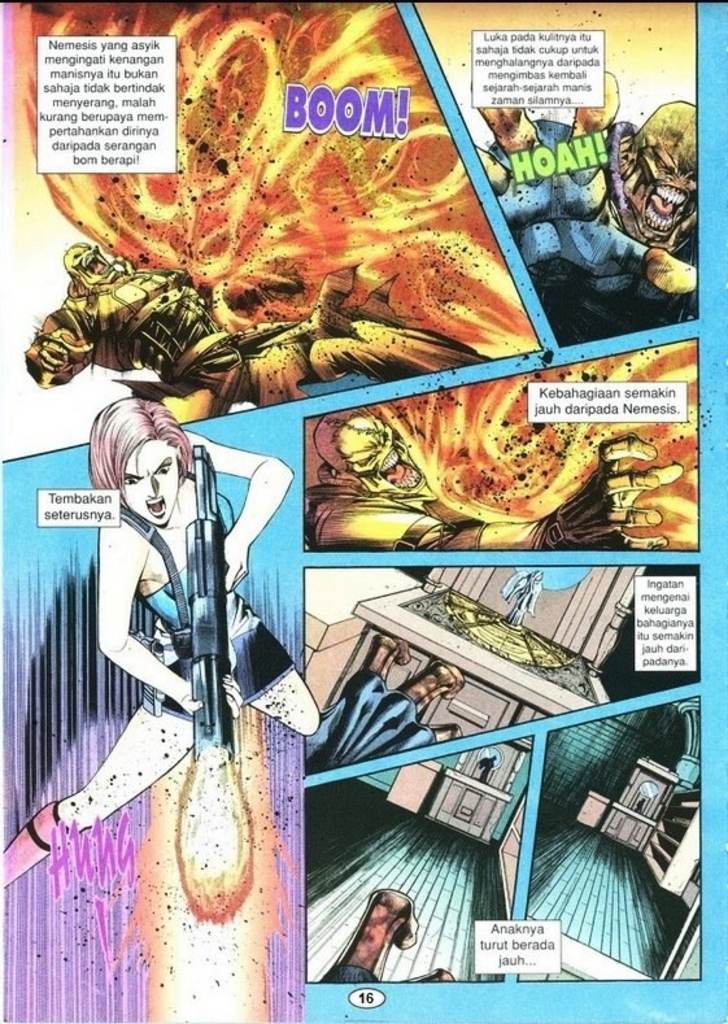 Nemesis yang asyik
mengingati kenangan
manisnya itu bukan
sahaja tidak bertindak
menyerang, malah
kurang berupaya mem-
pertahankan dirinya
daripada serangan
bom berapi!
BOOM!
Luka pada kulitnya itu
sahaja tidak cukup untuk
menghalangnya daripada
mengimbas kembali
sejarah-sejarah manis
zaman silamnya....
HOAH!
Kebahagiaan semakin
jauh daripada Nemesis.
Tembakan
seterusnya.
HUUG
!
Ingatan
mengenai
keluarga
bahagianya
itu semakin
jauh dari-
padanya.
Anaknya
turut berada
jauh...
16